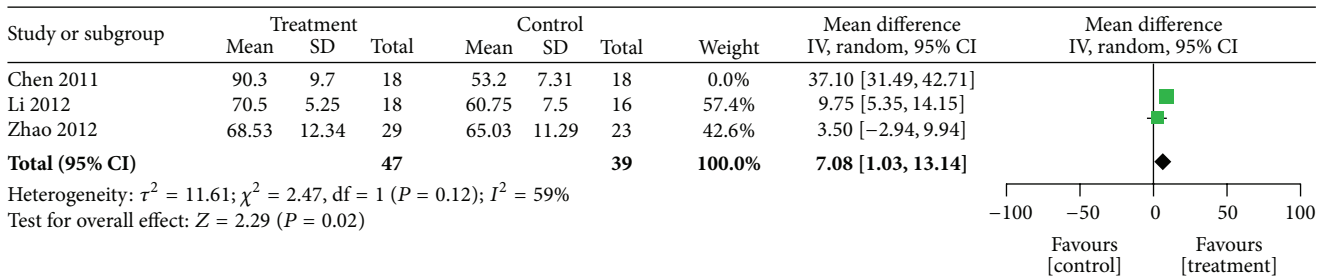 Study or subgroup Treatment Control Mean difference Mean difference
Mean SD Total Mean SD Total Weight IV, random, 95% CI IV, random, 95% CI
Chen 2011 90.3 9.7 18 53.2 7.31 18 0.0% 37.10 [31.49, 42.71]
Li 2012 70.5 5.25 18 60.75 7.5 16 57.4% 9.75 [5.35, 14.15]
Zhao 2012 68.53 12.34 29 65.03 11.29 23 42.6% 3.50 [−2.94, 9.94]
Total (95% CI) 47 39 100.0% 7.08 [1.03, 13.14]
Heterogeneity: τ² = 11.61; χ² = 2.47, df = 1 (P = 0.12); I² = 59%
Test for overall effect: Z = 2.29 (P = 0.02)
−100 −50 0 50 100
Favours Favours
[control] [treatment]